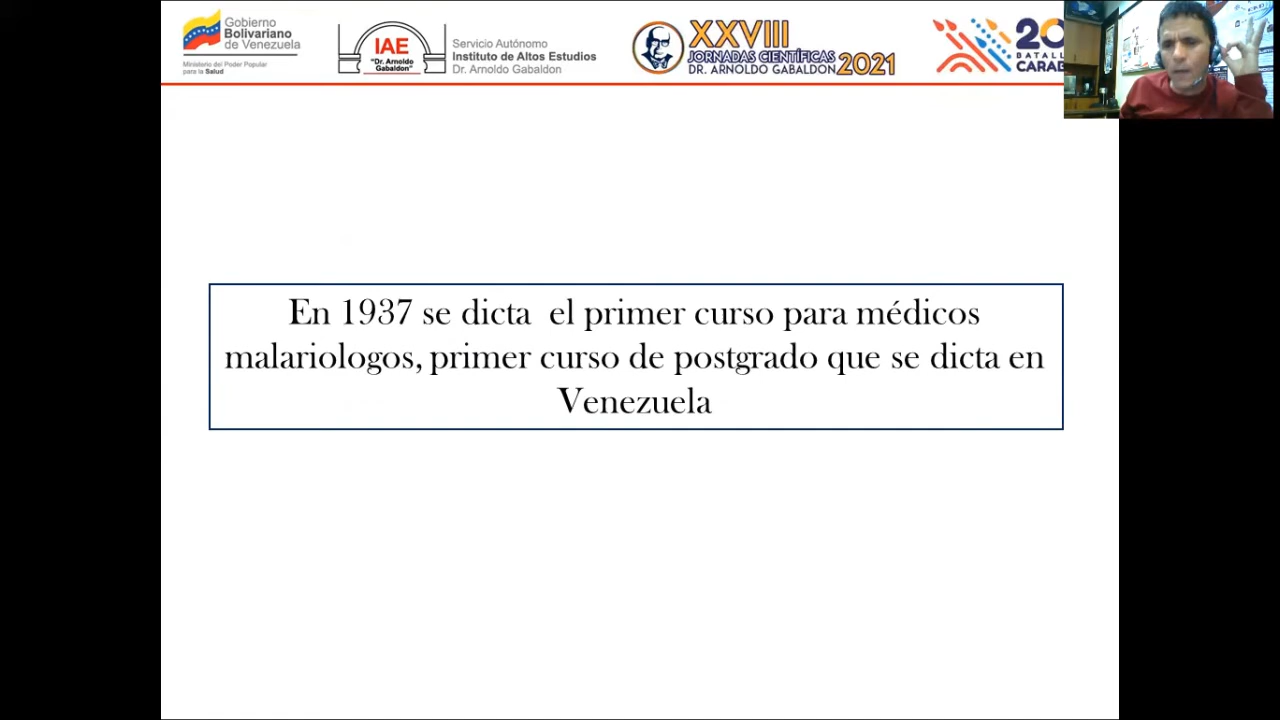 Gobierno
Bolivariano
de Venezuela
Ministerio del Poder Popular
para la Salud
IAE
"Dr. Arnoldo
Gabaldon"
Servicio Autónomo
Instituto de Altos Estudios
Dr. Arnoldo Gabaldon
XXVIII
JORNADAS CIENTÍFICAS
DR. ARNOLDO GABALDON 2021
20
BATALL
CARAB
En 1937 se dicta  el primer curso para médicos
malariologos, primer curso de postgrado que se dicta en
Venezuela